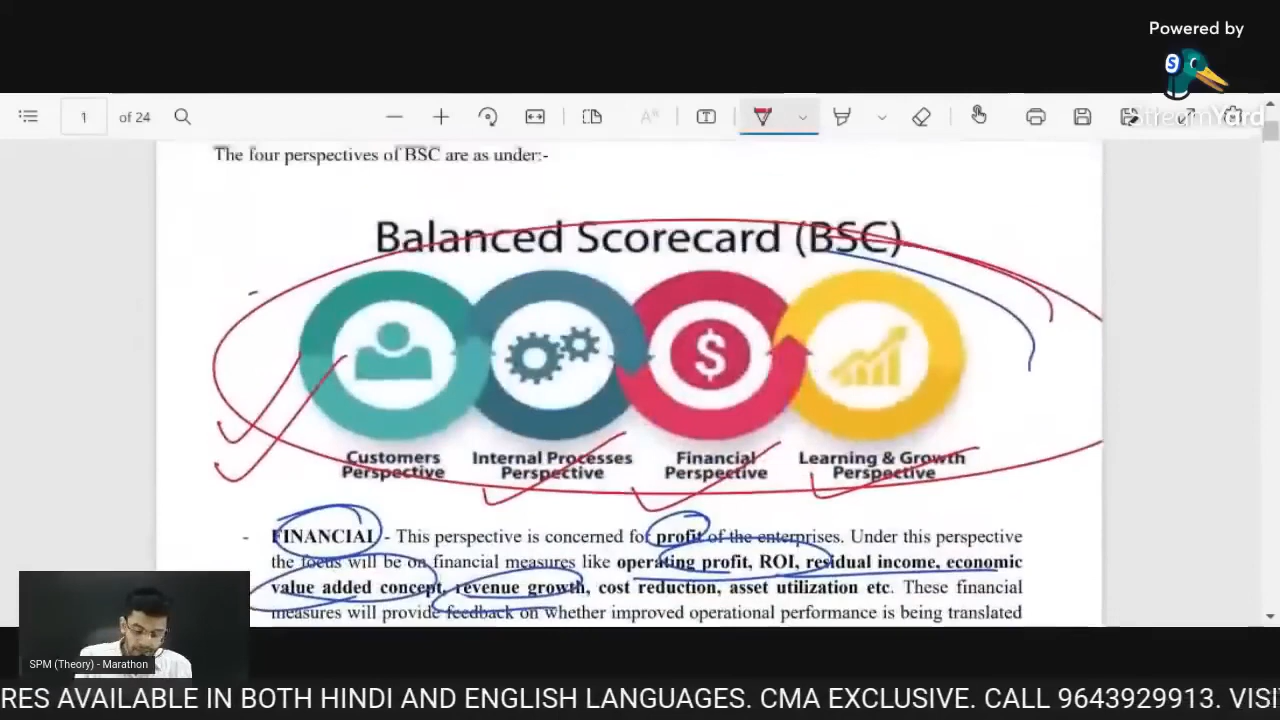 Powered by
S
StreamYard
1 of 24
The four perspectives of BSC are as under:-
Balanced Scorecard (BSC)
Customers Perspective
Internal Processes Perspective
Financial Perspective
Learning & Growth Perspective
- FINANCIAL - This perspective is concerned for profit of the enterprises. Under this perspective
the focus will be on financial measures like operating profit, ROI, residual income, economic
value added concept, revenue growth, cost reduction, asset utilization etc. These financial
measures will provide feedback on whether improved operational performance is being translated
SPM (Theory) - Marathon
RES AVAILABLE IN BOTH HINDI AND ENGLISH LANGUAGES. CMA EXCLUSIVE. CALL 9643929913. VISI